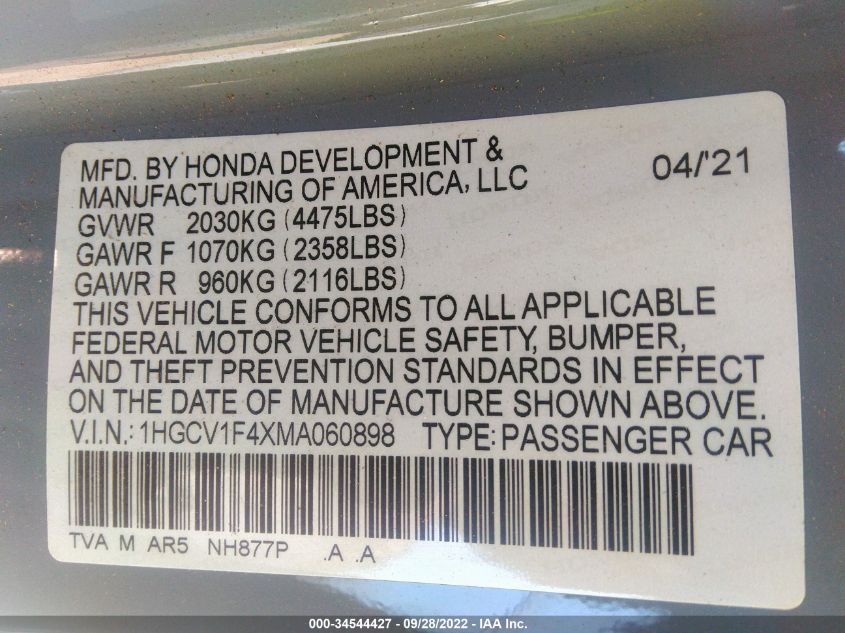 MFD. BY HONDA DEVELOPMENT &
MANUFACTURING OF AMERICA, LLC 04/'21
GVWR 2030KG (4475LBS)
GAWR F 1070KG (2358LBS)
GAWR R 960KG (2116LBS)
THIS VEHICLE CONFORMS TO ALL APPLICABLE
FEDERAL MOTOR VEHICLE SAFETY, BUMPER,
AND THEFT PREVENTION STANDARDS IN EFFECT
ON THE DATE OF MANUFACTURE SHOWN ABOVE.
V.I.N.: 1HGCV1F4XMA060898 TYPE: PASSENGER CAR
TVA M AR5 NH877P .A .A
000-34544427 - 09/28/2022 - IAA Inc.